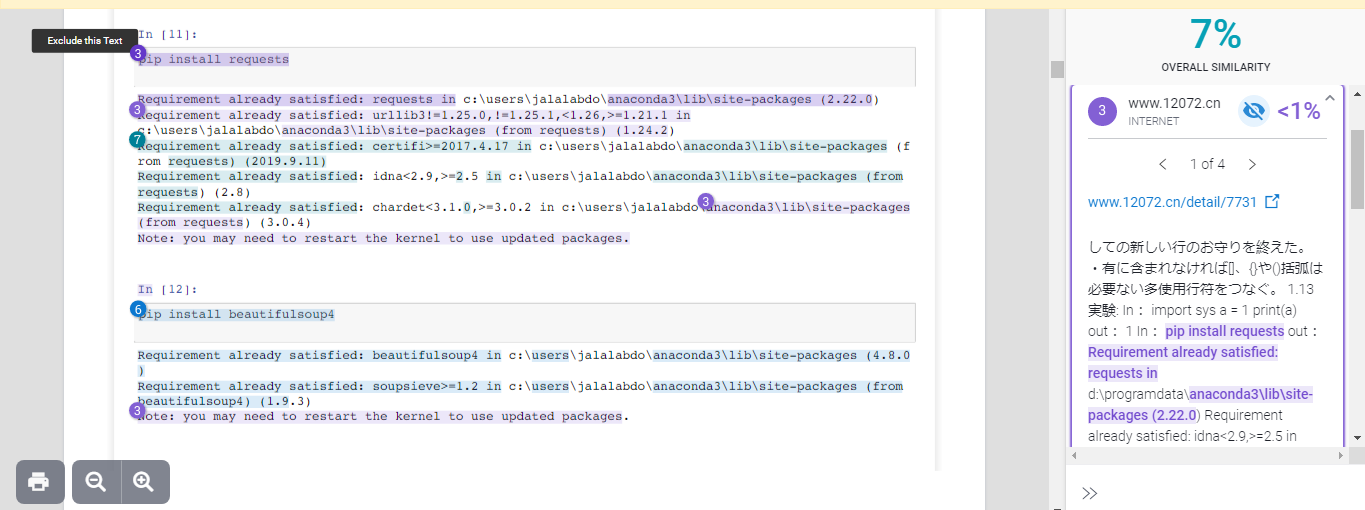 Exclude this Text
In [11]:
3
pip install requests
Requirement already satisfied: requests in c:\users\jalalabdo\anaconda3\lib\site-packages (2.22.0)
3
Requirement already satisfied: urllib3!=1.25.0,!=1.25.1,<1.26,>=1.21.1 in
c:\users\jalalabdo\anaconda3\lib\site-packages (from requests) (1.24.2)
7
Requirement already satisfied: certifi>=2017.4.17 in c:\users\jalalabdo\anaconda3\lib\site-packages (f
rom requests) (2019.9.11)
Requirement already satisfied: idna<2.9,>=2.5 in c:\users\jalalabdo\anaconda3\lib\site-packages (from
requests) (2.8)
3
Requirement already satisfied: chardet<3.1.0,>=3.0.2 in c:\users\jalalabdo\anaconda3\lib\site-packages
(from requests) (3.0.4)
Note: you may need to restart the kernel to use updated packages.
In [12]:
6
pip install beautifulsoup4
Requirement already satisfied: beautifulsoup4 in c:\users\jalalabdo\anaconda3\lib\site-packages (4.8.0
)
Requirement already satisfied: soupsieve>=1.2 in c:\users\jalalabdo\anaconda3\lib\site-packages (from
beautifulsoup4) (1.9.3)
3
Note: you may need to restart the kernel to use updated packages.
7%
OVERALL SIMILARITY
3
www.12072.cn
INTERNET
<1%
1 of 4
www.12072.cn/detail/7731
しての新しい行のお守りを終えた。
・有に含まれなければ[]、{}や()括弧は
必要ない多使用行符をつなぐ。 1.13
実験: In： import sys a = 1 print(a)
out： 1 In： pip install requests out：
Requirement already satisfied:
requests in
d:\programdata\anaconda3\lib\site-
packages (2.22.0) Requirement
already satisfied: idna<2.9,>=2.5 in